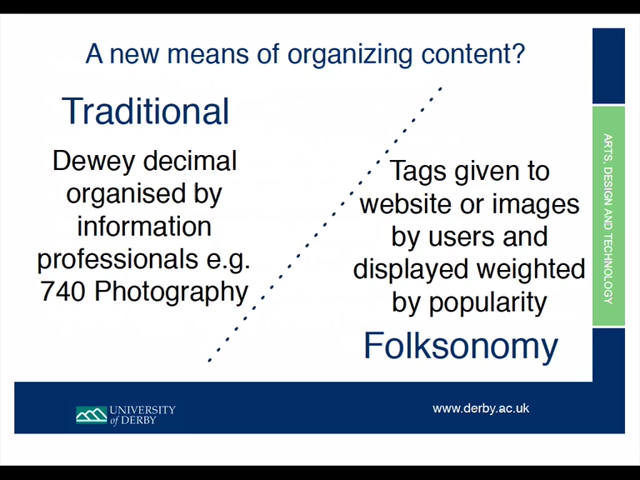 A new means of organizing content?
Traditional
Dewey decimal
organised by
information
professionals e.g.
740 Photography
Tags given to
website or images
by users and
displayed weighted
by popularity
Folksonomy
ARTS, DESIGN AND TECHNOLOGY
UNIVERSITY
of DERBY
www.derby.ac.uk